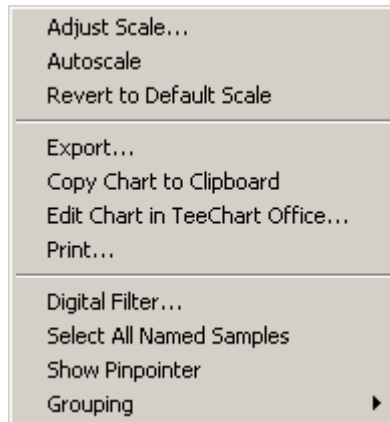 Adjust Scale...
Autoscale
Revert to Default Scale
Export...
Copy Chart to Clipboard
Edit Chart in TeeChart Office...
Print...
Digital Filter...
Select All Named Samples
Show Pinpointer
Grouping